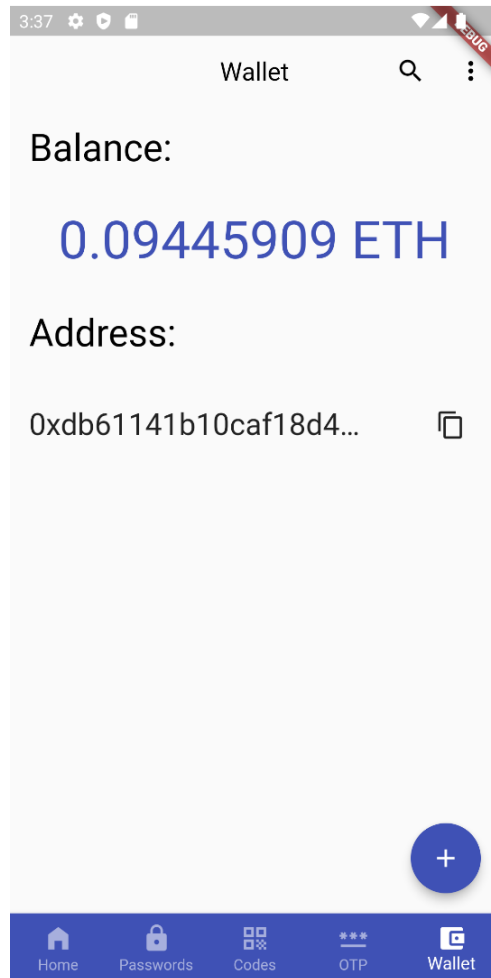 3:37
DEBUG
Wallet
Balance:
0.09445909 ETH
Address:
0xdb61141b10caf18d4...
+
Home Passwords Codes OTP Wallet